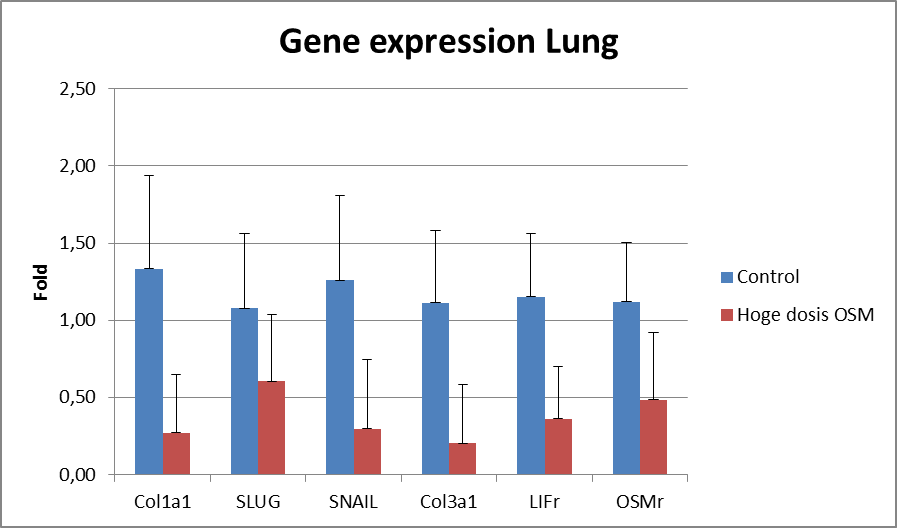 Gene expression Lung
2,50
2,00
1,50
1,00
0,50
0,00
Fold
Col1a1 SLUG SNAIL Col3a1 LIFr OSMr
Control
Hoge dosis OSM